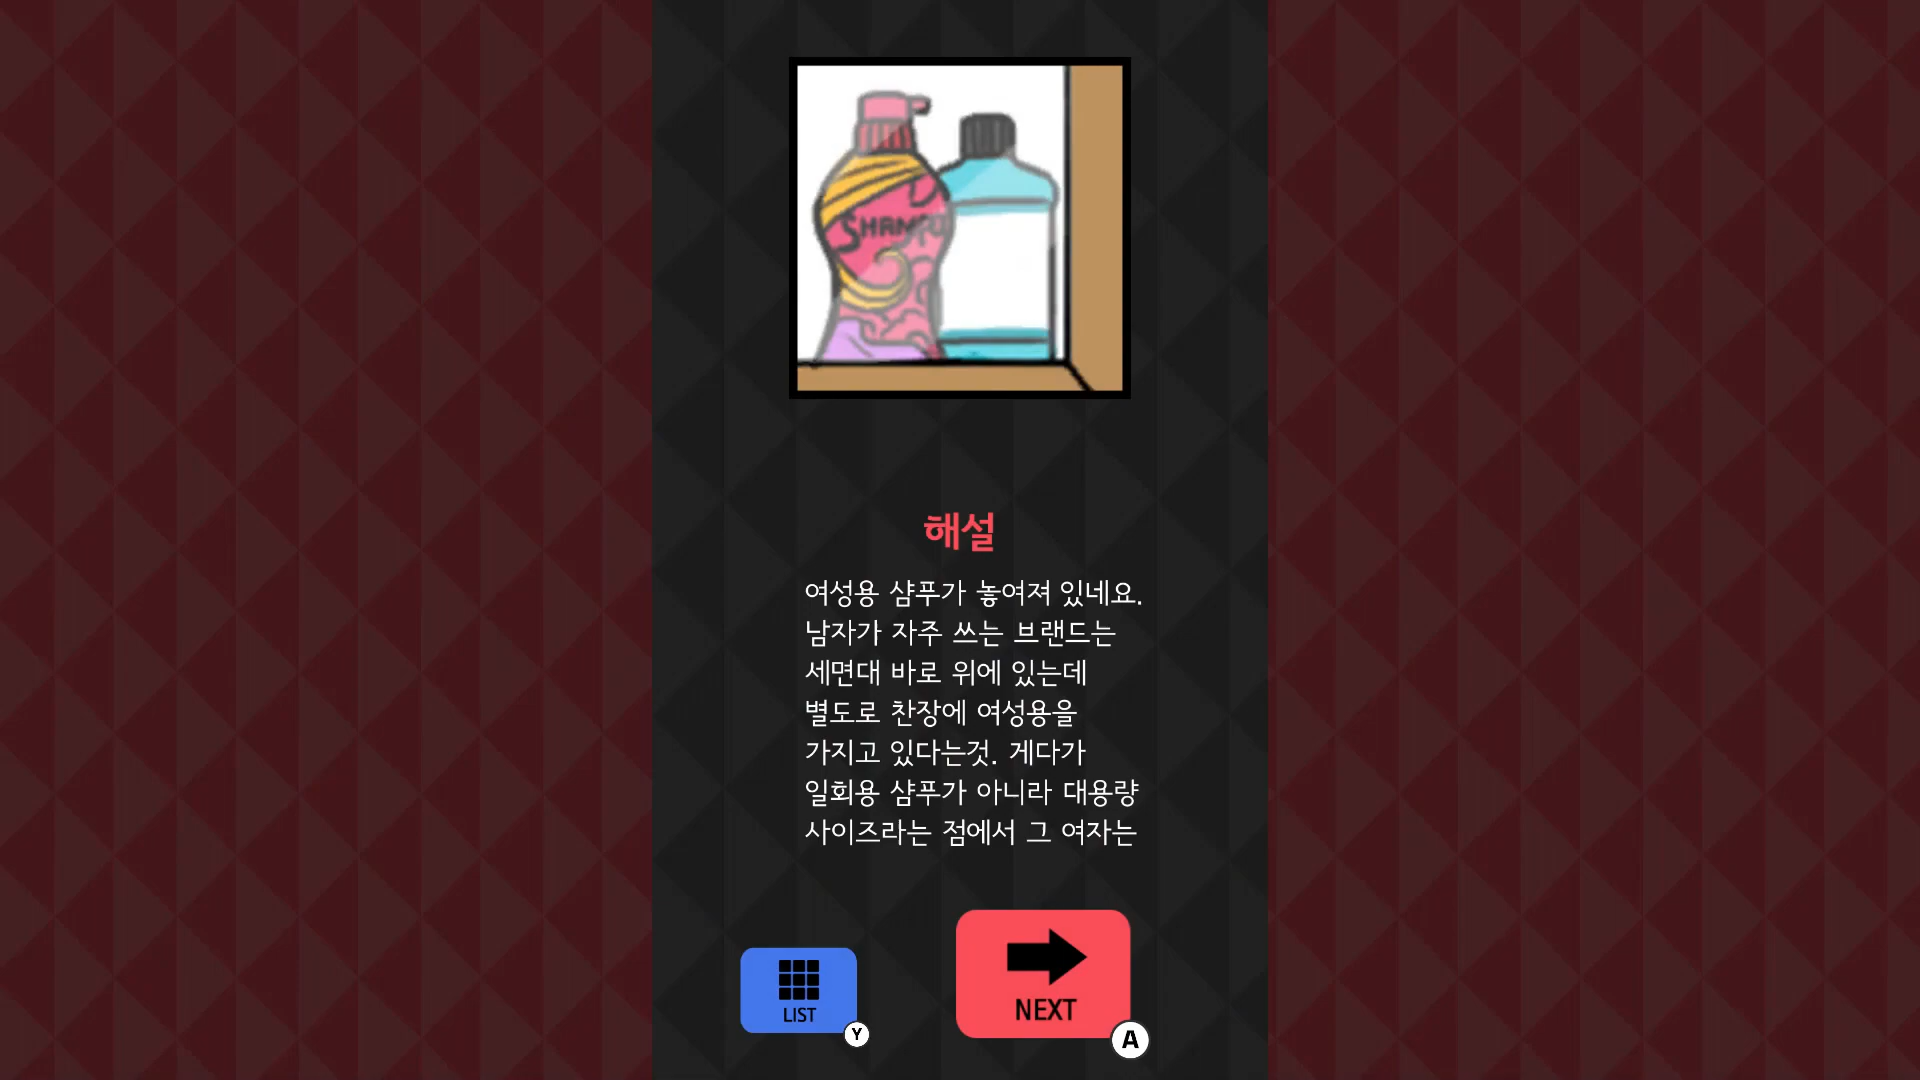 SHAMPU
해설
여성용 샴푸가 놓여져 있네요.
남자가 자주 쓰는 브랜드는
세면대 바로 위에 있는데
별도로 찬장에 여성용을
가지고 있다는것. 게다가
일회용 샴푸가 아니라 대용량
사이즈라는 점에서 그 여자는
LIST
Y
NEXT
A